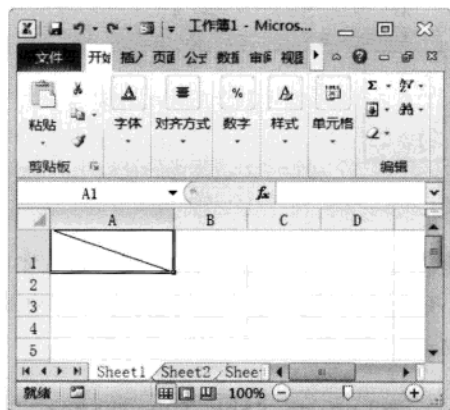 工作簿1 - Micros...
文件 开始 插入 页面 公式 数据 审阅 视图
粘贴 字体 对齐方式 % 数字 样式 单元格 Σ
剪贴板 编辑
A1 fx
A B C D
1
2
3
4
5
Sheet1 Sheet2 Shee
就绪 100%